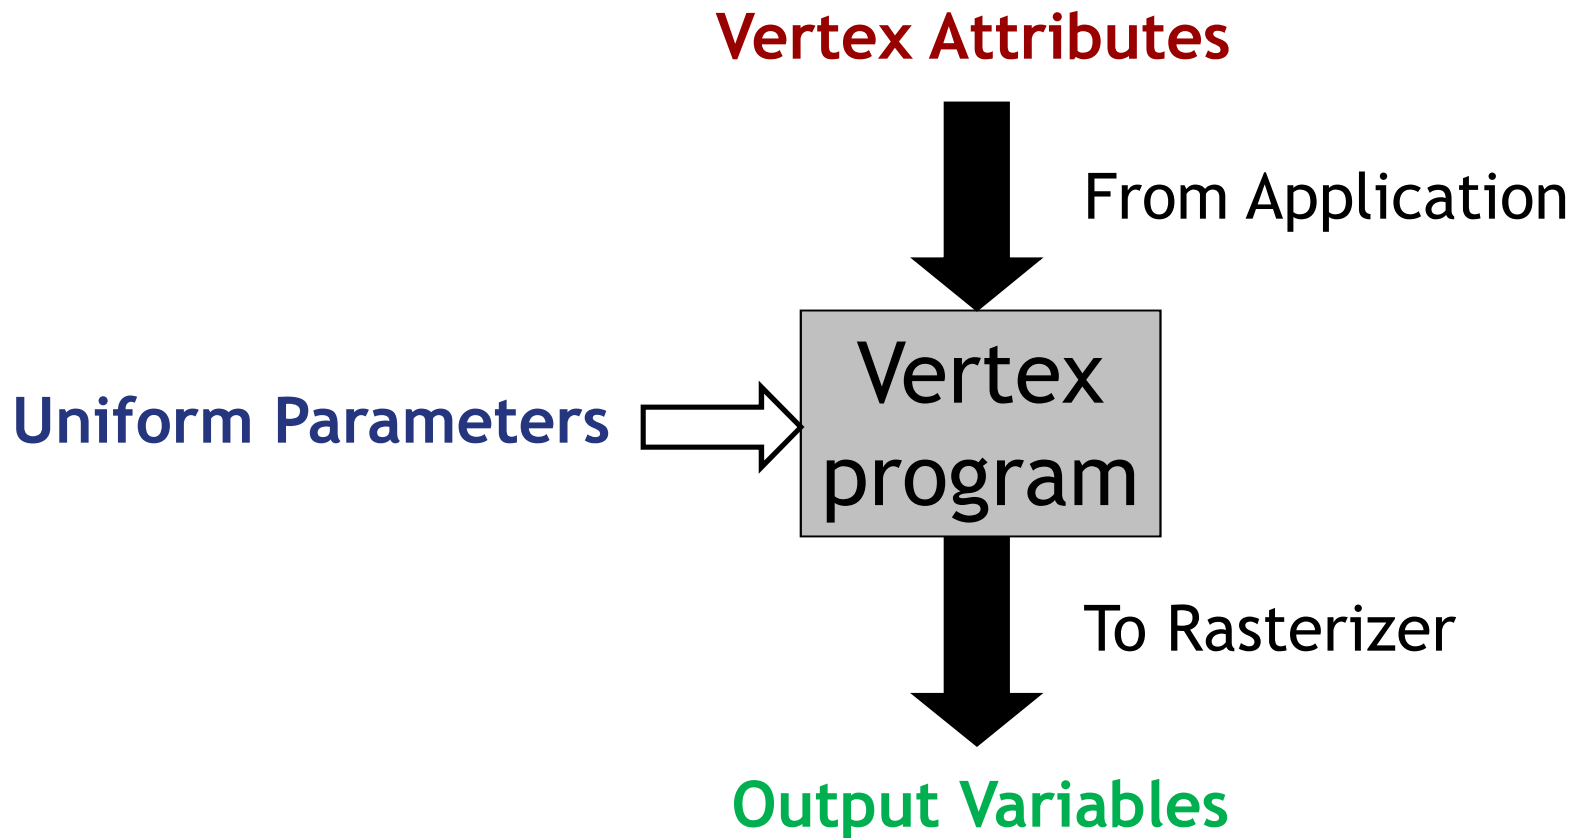 Vertex Attributes
From Application
Vertex
program
Uniform Parameters
To Rasterizer
Output Variables